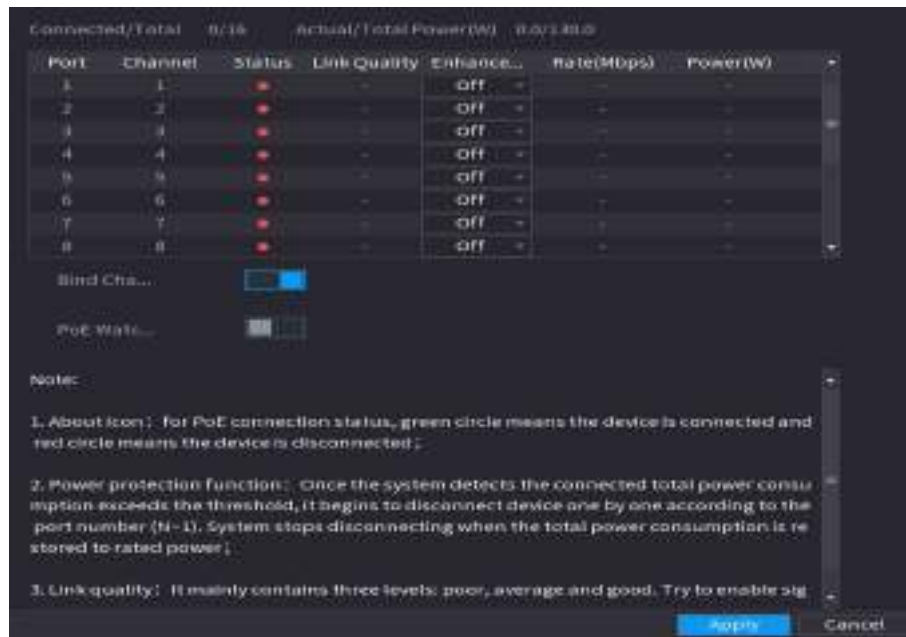 Connected/Total 0/16 Actual/Total Power(W) 0.0/130.0
Port Channel Status Link Quality Enhance... Rate(Mbps) Power(W)
1 1 - Off - -
2 2 - Off - -
3 3 - Off - -
4 4 - Off - -
5 5 - Off - -
6 6 - Off - -
7 7 - Off - -
8 8 - Off - -
Bind Cha...
PoE Watc...
Note:
1. About icon: for PoE connection status, green circle means the device is connected and
red circle means the device is disconnected;
2. Power protection function: Once the system detects the connected total power consu
mption exceeds the threshold, it begins to disconnect device one by one according to the
port number (N-1). System stops disconnecting when the total power consumption is re
stored to rated power;
3. Link quality: It mainly contains three levels: poor, average and good. Try to enable sig
Apply Cancel